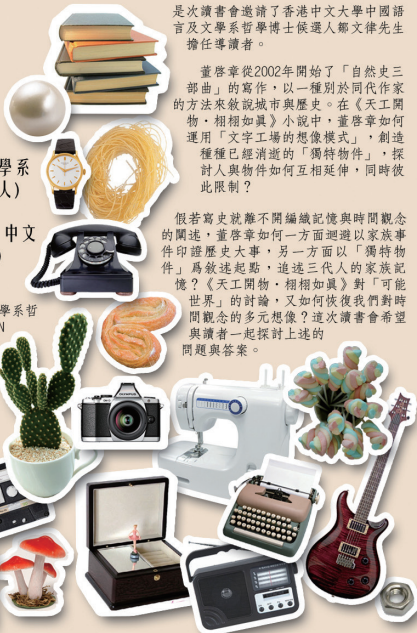 是次讀書會邀請了香港中文大學中國語
言及文學系哲學博士候選人鄒文律先生
擔任導讀者。
董啓章從2002年開始了「自然史三
部曲」的寫作，以一種別於同代作家
的方法來敘說城市與歷史。在《天工開
物‧栩栩如真》小說中，董啓章如何
運用「文字工場的想像模式」，創造
種種已經消逝的「獨特物件」，探
討人與物件如何互相延伸，同時彼
此限制？
假若寫史就離不開編織記憶與時間觀念
的闡述，董啓章如何一方面迴避以家族事
件印證歷史大事，另一方面以「獨特物
件」爲敘述起點，追述三代人的家族記
憶？《天工開物‧栩栩如真》對「可能
世界」的討論，又如何恢復我們對時
間觀念的多元想像？這次讀書會希望
與讀者一起探討上述的
問題與答案。
學系
人)
中文
)
學系哲
N
OLYMPUS